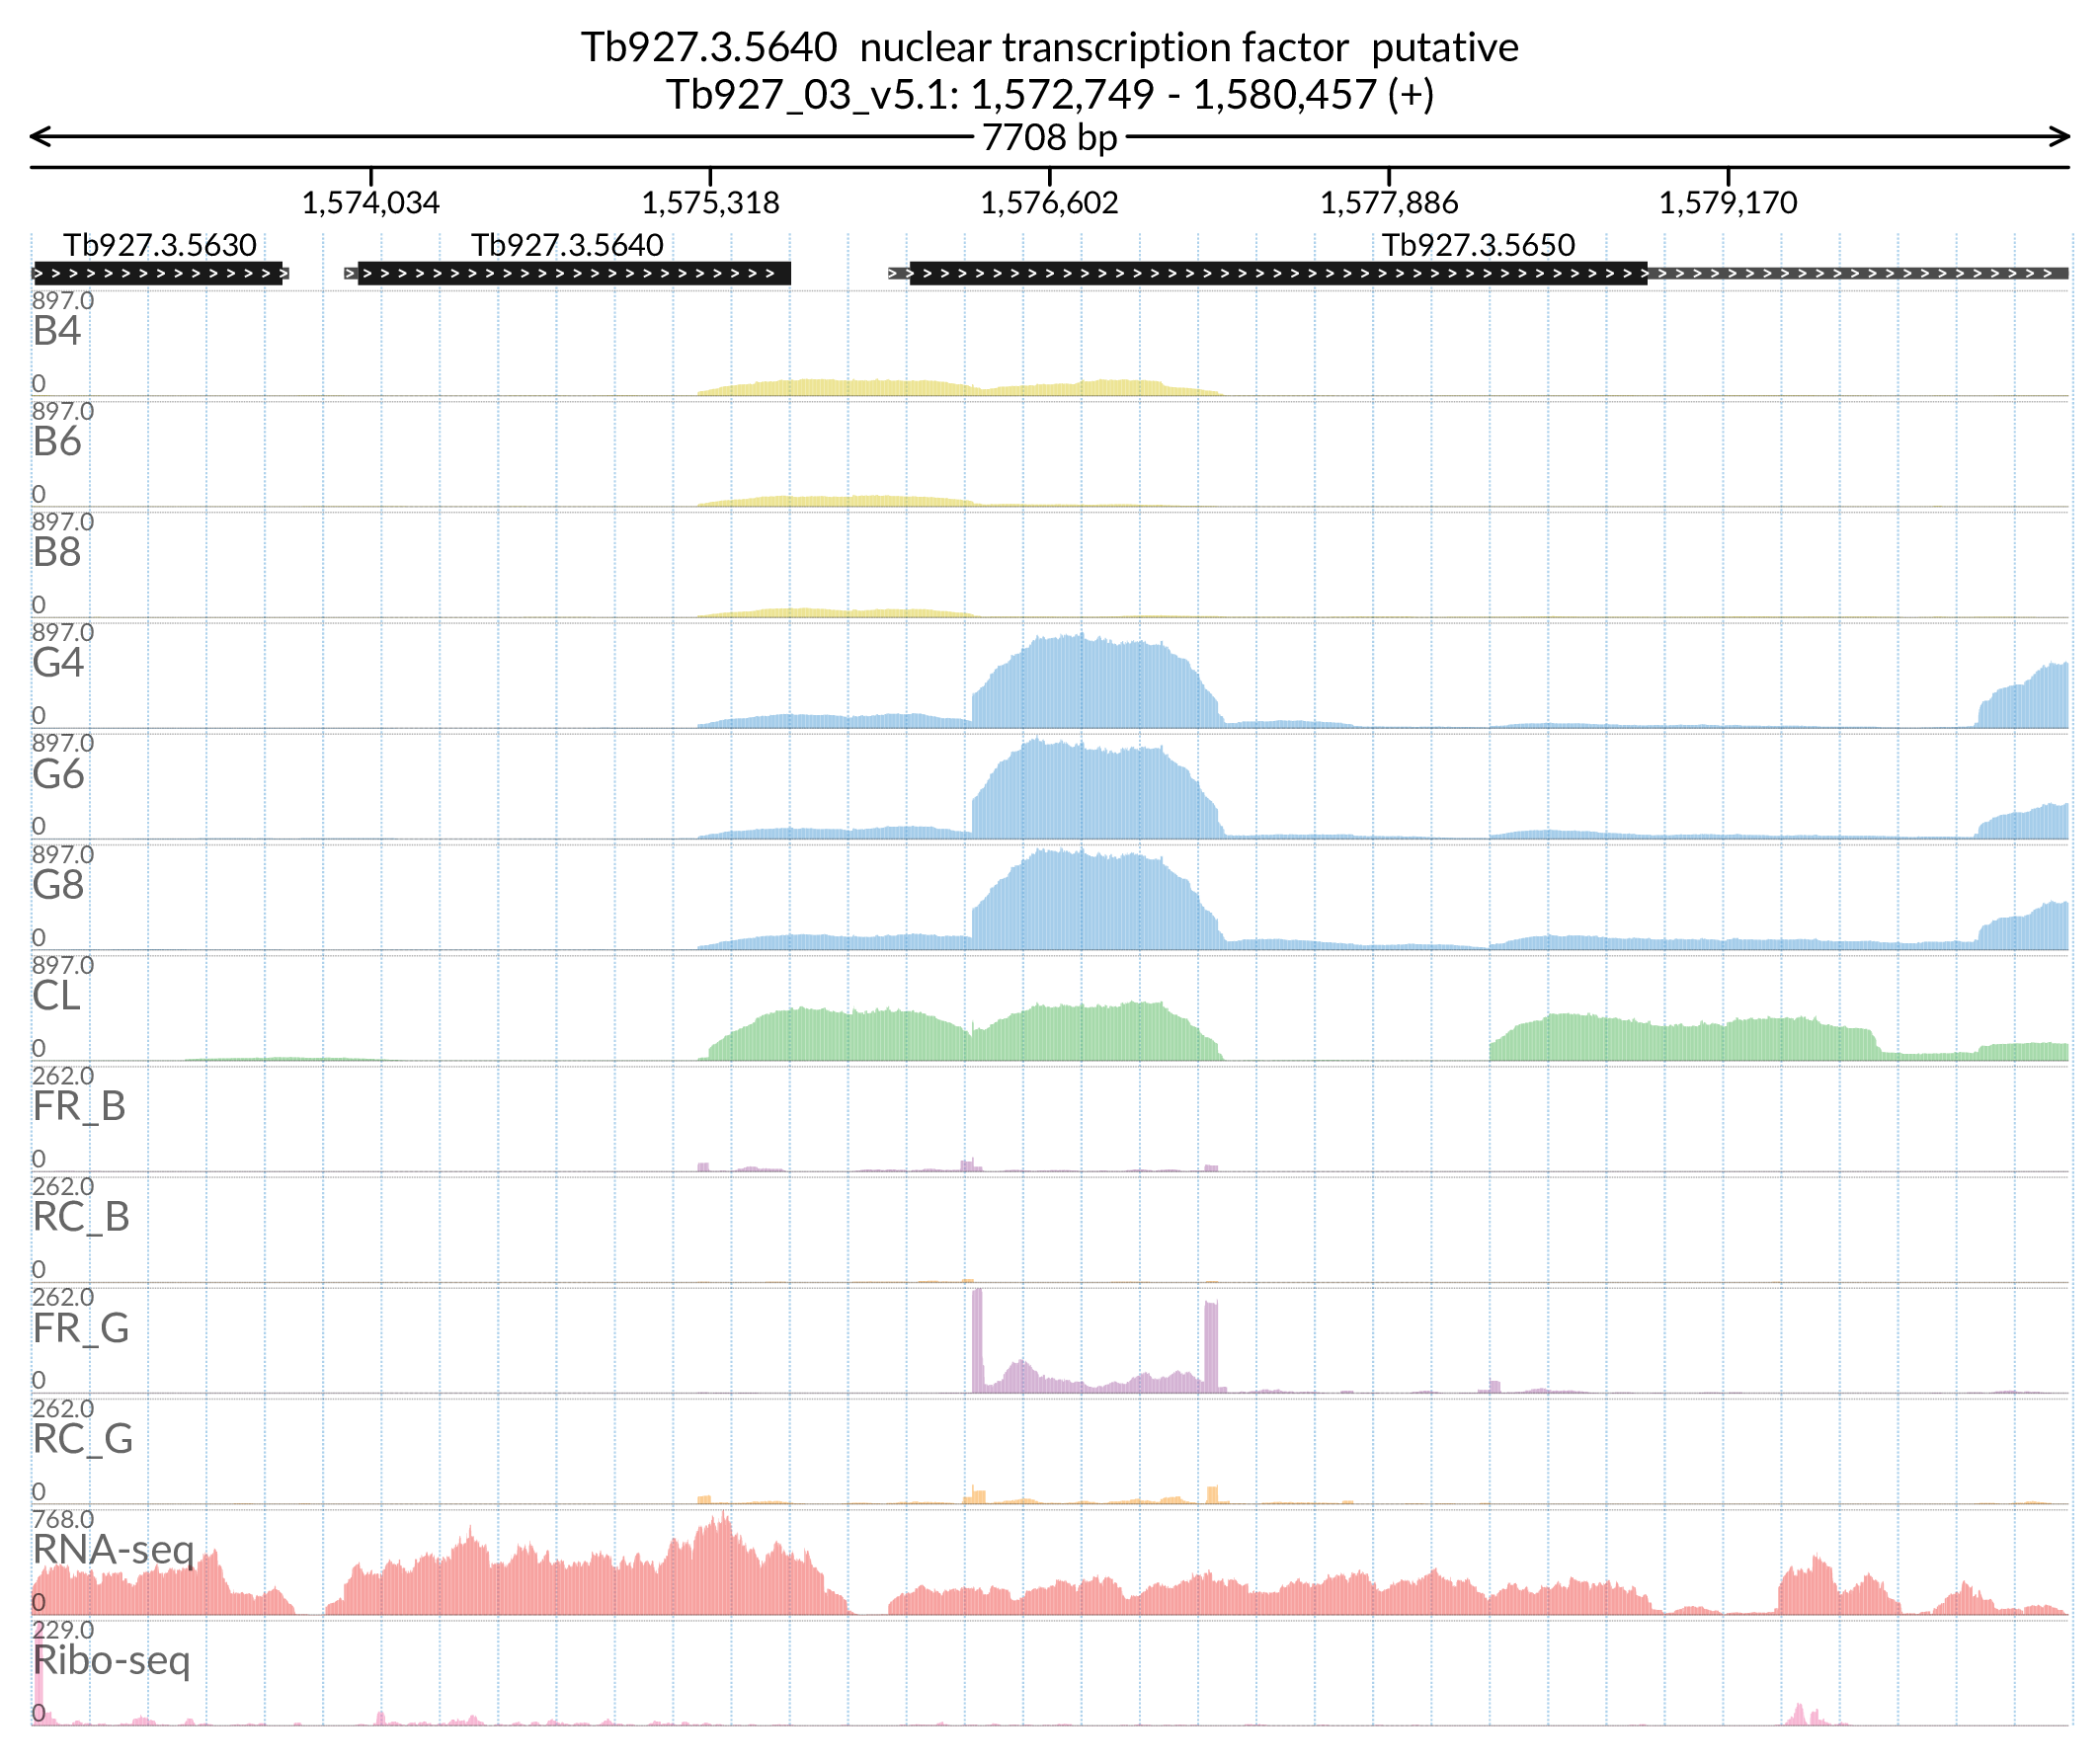 Tb927.3.5640 nuclear transcription factor putative
Tb927_03_v5.1: 1,572,749 - 1,580,457 (+)
7708 bp
1,574,034 1,575,318 1,576,602 1,577,886 1,579,170
Tb927.3.5630 Tb927.3.5640 Tb927.3.5650
897.0
B4
0
897.0
B6
0
897.0
B8
0
897.0
G4
0
897.0
G6
0
897.0
G8
0
897.0
CL
0
262.0
FR_B
0
262.0
RC_B
0
262.0
FR_G
0
262.0
RC_G
0
768.0
RNA-seq
0
229.0
Ribo-seq
0